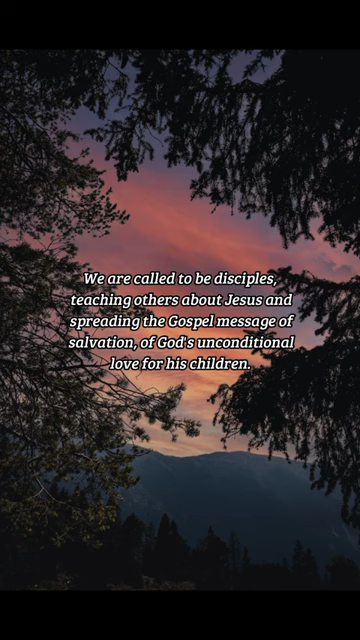 We are called to be disciples,
teaching others about Jesus and
spreading the Gospel message of
salvation, of God's unconditional
love for his children.